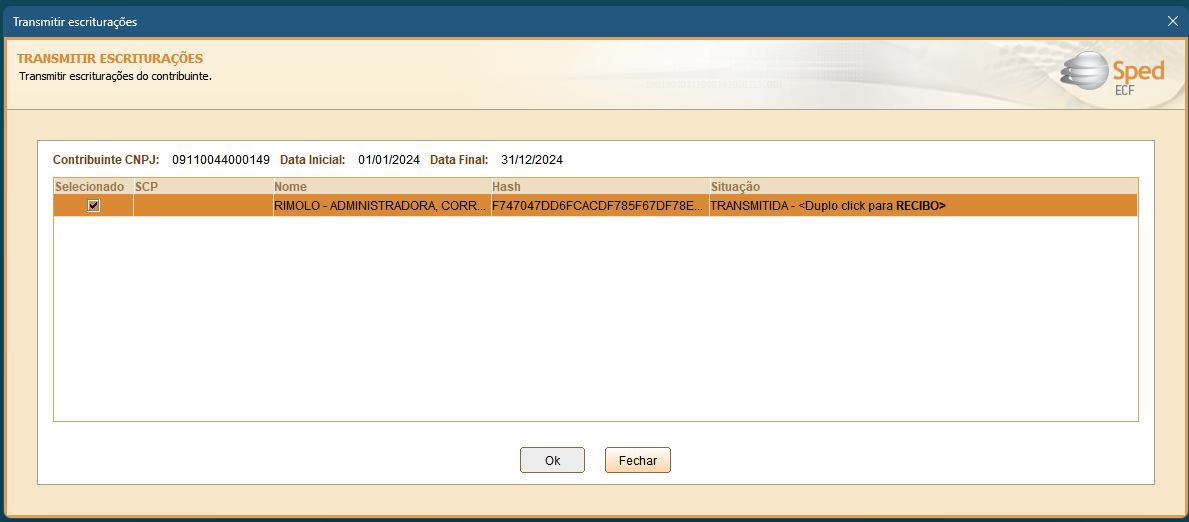 Transmitir escriturações
TRANSMITIR ESCRITURAÇÕES
Transmitir escriturações do contribuinte.
Sped
ECF
Contribuinte CNPJ: 09110044000149 Data Inicial: 01/01/2024 Data Final: 31/12/2024
Selecionado SCP Nome Hash Situação
RIMOLO - ADMINISTRADORA, CORR... F747047DD6FCACDF785F67DF78E... TRANSMITIDA - <Duplo click para RECIBO>
Ok Fechar